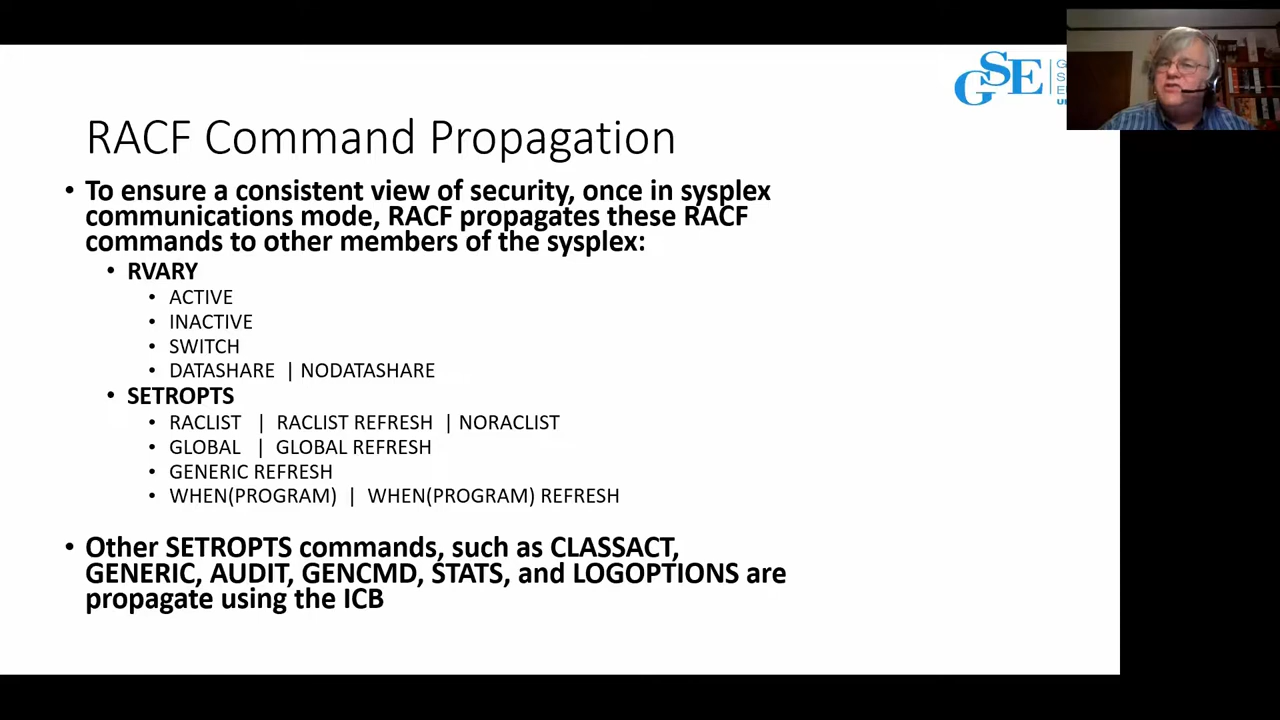 GSE
G
S
E
U
RACF Command Propagation
• To ensure a consistent view of security, once in sysplex
communications mode, RACF propagates these RACF
commands to other members of the sysplex:
• RVARY
• ACTIVE
• INACTIVE
• SWITCH
• DATASHARE | NODATASHARE
• SETROPTS
• RACLIST | RACLIST REFRESH | NORACLIST
• GLOBAL | GLOBAL REFRESH
• GENERIC REFRESH
• WHEN(PROGRAM) | WHEN(PROGRAM) REFRESH
• Other SETROPTS commands, such as CLASSACT,
GENERIC, AUDIT, GENCMD, STATS, and LOGOPTIONS are
propagate using the ICB